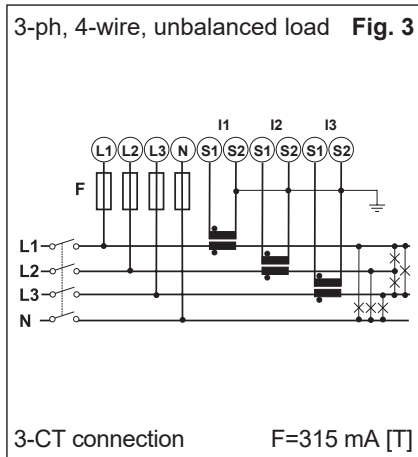 3-ph, 4-wire, unbalanced load Fig. 3
I1 I2 I3
L1 L2 L3 N S1 S2 S1 S2 S1 S2
F
L1
L2
L3
N
3-CT connection F=315 mA [T]